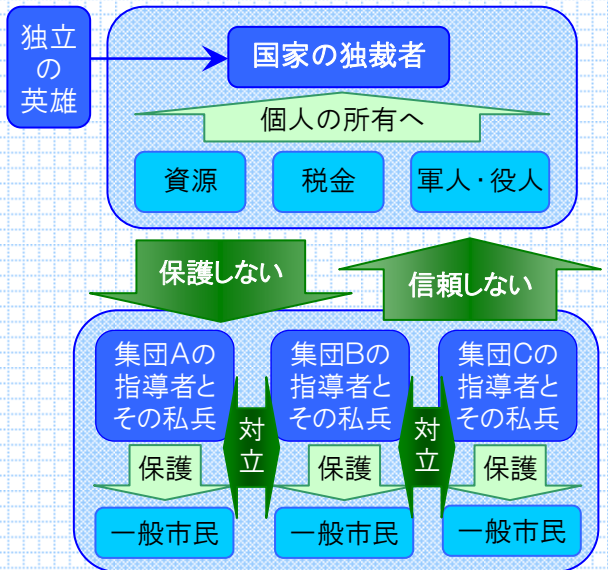 独立
の
英雄
国家の独裁者
個人の所有へ
資源
税金
軍人・役人
保護しない
信頼しない
集団Aの
指導者と
その私兵
集団Bの
指導者と
その私兵
集団Cの
指導者と
その私兵
対
立
対
立
保護
保護
保護
一般市民
一般市民
一般市民